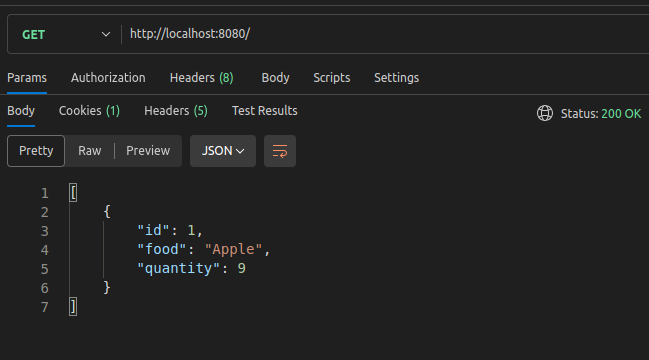 GET http://localhost:8080/
Params Authorization Headers (8) Body Scripts Settings
Body Cookies (1) Headers (5) Test Results Status: 200 OK
Pretty Raw Preview JSON
1 [
2 {
3 "id": 1,
4 "food": "Apple",
5 "quantity": 9
6 }
7 ]